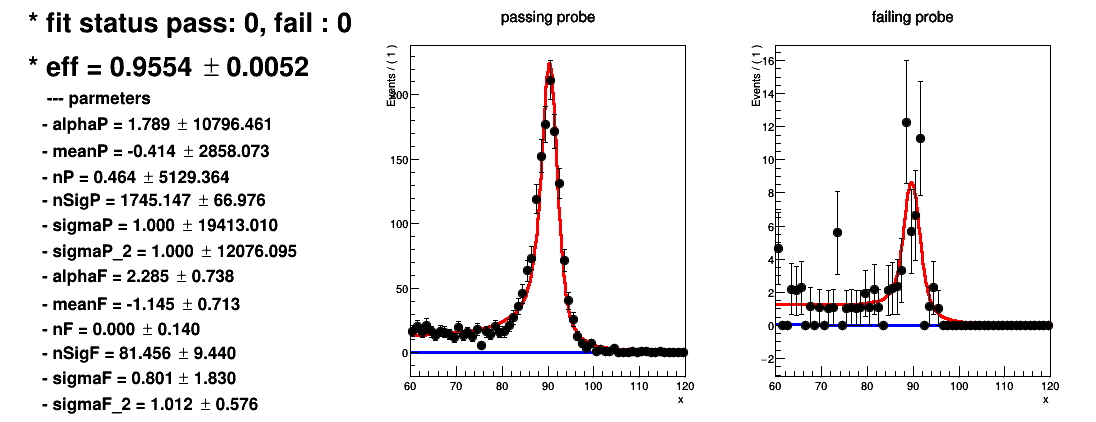 * fit status pass: 0, fail : 0
* eff = 0.9554 ± 0.0052
--- parmeters
- alphaP = 1.789 ± 10796.461
- meanP = -0.414 ± 2858.073
- nP = 0.464 ± 5129.364
- nSigP = 1745.147 ± 66.976
- sigmaP = 1.000 ± 19413.010
- sigmaP_2 = 1.000 ± 12076.095
- alphaF = 2.285 ± 0.738
- meanF = -1.145 ± 0.713
- nF = 0.000 ± 0.140
- nSigF = 81.456 ± 9.440
- sigmaF = 0.801 ± 1.830
- sigmaF_2 = 1.012 ± 0.576
passing probe
Events / ( 1 )
200
150
100
50
0
60 70 80 90 100 110 120
x
failing probe
Events / ( 1 )
16
14
12
10
8
6
4
2
0
−2
60 70 80 90 100 110 120
x